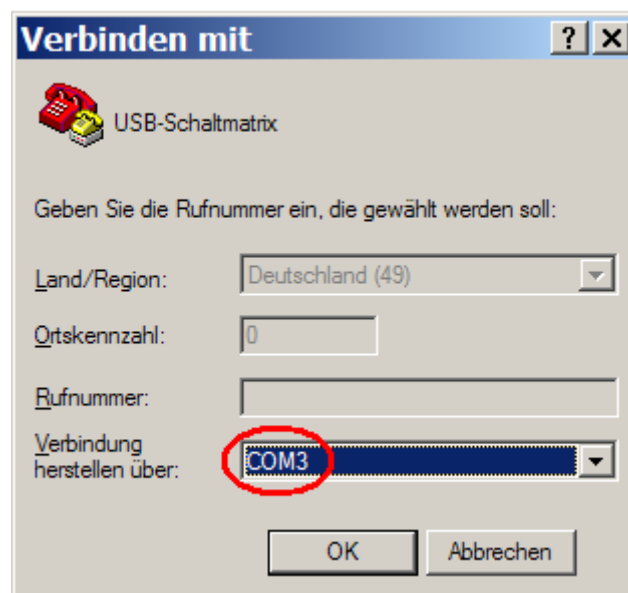 Verbinden mit
USB-Schaltmatrix
Geben Sie die Rufnummer ein, die gewählt werden soll:
Land/Region: Deutschland (49)
Ortskennzahl: 0
Rufnummer:
Verbindung
herstellen über: COM3
OK Abbrechen